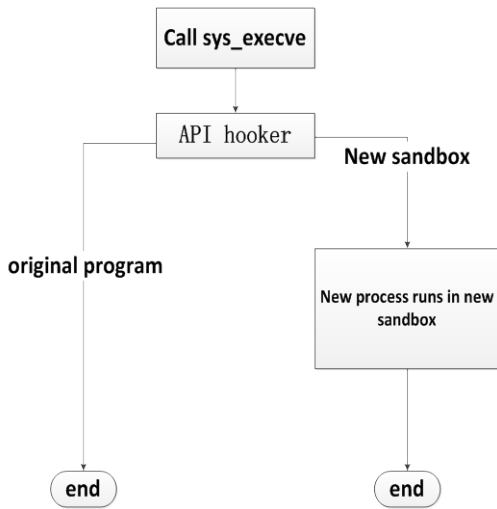 Call sys_execve
API hooker
New sandbox
original program
New process runs in new
sandbox
end
end